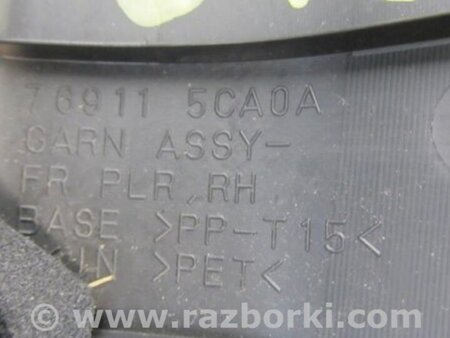 76911 5CA0A
GARN ASSY-
FR PLR, RH
BASE >PP-T15<
>PET<
www.razborki.com